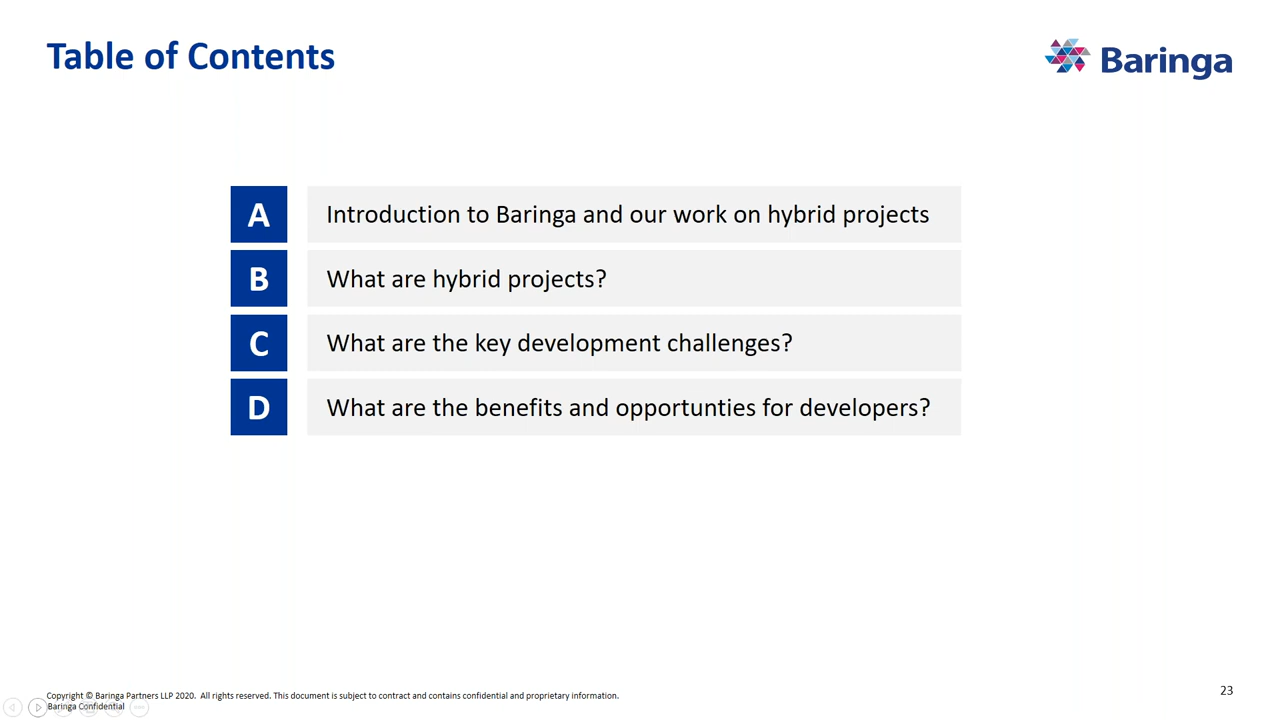 Table of Contents
Baringa
A Introduction to Baringa and our work on hybrid projects
B What are hybrid projects?
C What are the key development challenges?
D What are the benefits and opportunties for developers?
Copyright © Baringa Partners LLP 2020. All rights reserved. This document is subject to contract and contains confidential and proprietary information.
Baringa Confidential
23